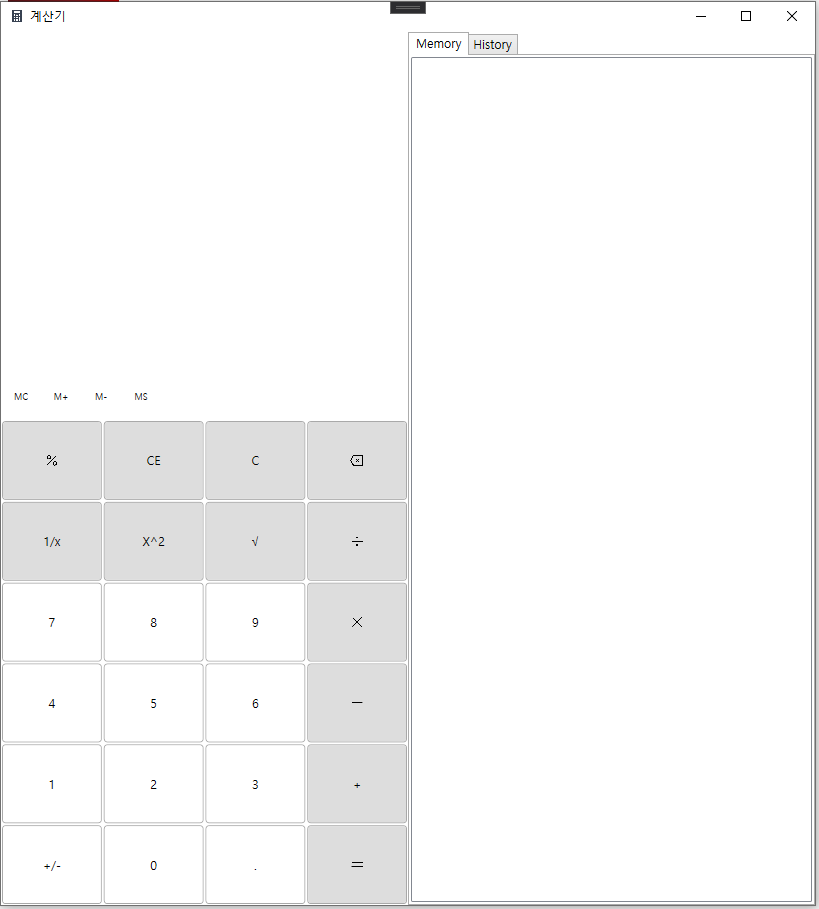 계산기
Memory History
MC M+ M- MS
% CE C
1/x X^2 √ ÷
7 8 9 ×
4 5 6 −
1 2 3 +
+/- 0 . =